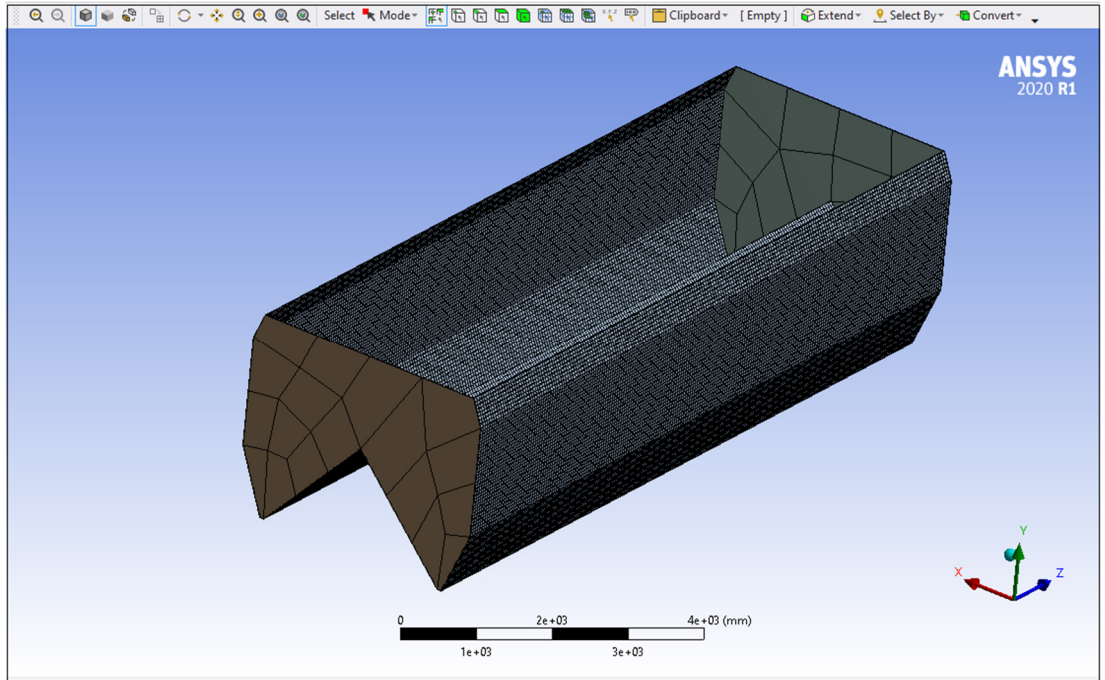 Select Mode Clipboard [ Empty ] Extend Select By Convert
ANSYS
2020 R1
Y
X Z
0 2e+03 4e+03 (mm)
1e+03 3e+03